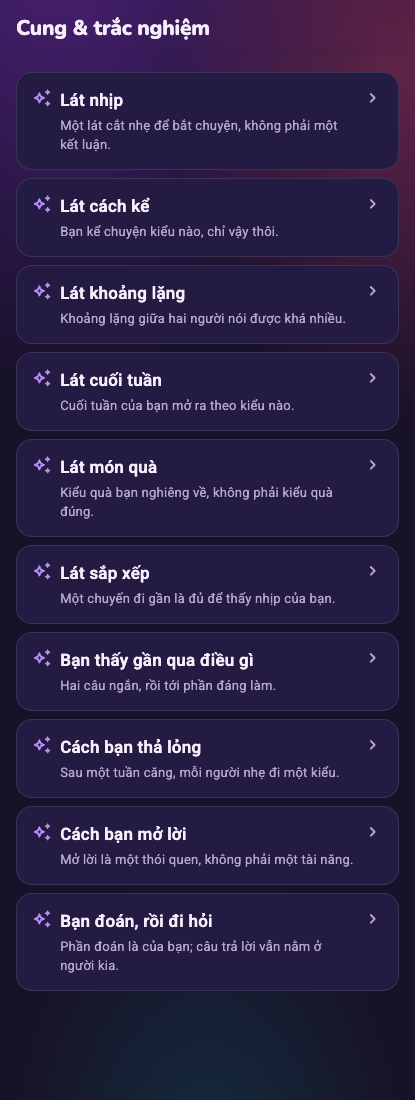 Cung & trắc nghiệm
Lát nhịp
Một lát cắt nhẹ để bắt chuyện, không phải một
kết luận.
Lát cách kể
Bạn kể chuyện kiểu nào, chỉ vậy thôi.
Lát khoảng lặng
Khoảng lặng giữa hai người nói được khá nhiều.
Lát cuối tuần
Cuối tuần của bạn mở ra theo kiểu nào.
Lát món quà
Kiểu quà bạn nghiêng về, không phải kiểu quà
đúng.
Lát sắp xếp
Một chuyến đi gần là đủ để thấy nhịp của bạn.
Bạn thấy gần qua điều gì
Hai câu ngắn, rồi tới phần đáng làm.
Cách bạn thả lỏng
Sau một tuần căng, mỗi người nhẹ đi một kiểu.
Cách bạn mở lời
Mở lời là một thói quen, không phải một tài năng.
Bạn đoán, rồi đi hỏi
Phần đoán là của bạn; câu trả lời vẫn nằm ở
người kia.